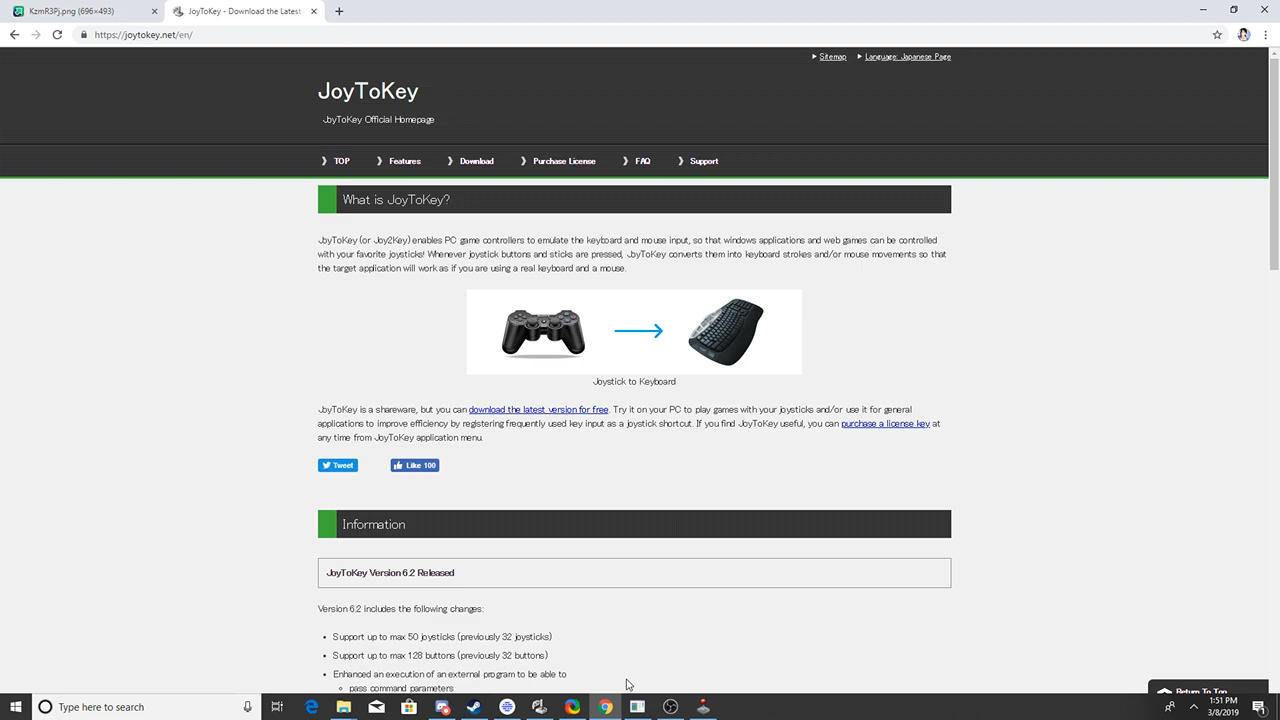 KzmR3Pj.png (696×493)
JoyToKey - Download the Latest
https://joytokey.net/en/
Sitemap
Language: Japanese Page
JoyToKey
JoyToKey Official Homepage
TOP
Features
Download
Purchase License
FAQ
Support
What is JoyToKey?
JoyToKey (or Joy2Key) enables PC game controllers to emulate the keyboard and mouse input, so that windows applications and web games can be controlled
with your favorite joysticks! Whenever joystick buttons and sticks are pressed, JoyToKey converts them into keyboard strokes and/or mouse movements so that
the target application will work as if you are using a real keyboard and a mouse.
Joystick to Keyboard
JoyToKey is a shareware, but you can download the latest version for free. Try it on your PC to play games with your joysticks and/or use it for general
applications to improve efficiency by registering frequently used key input as a joystick shortcut. If you find JoyToKey useful, you can purchase a license key at
any time from JoyToKey application menu.
Tweet
Like 100
Information
JoyToKey Version 6.2 Released
Version 6.2 includes the following changes:
• Support up to max 50 joysticks (previously 32 joysticks)
• Support up to max 128 buttons (previously 32 buttons)
• Enhanced an execution of an external program to be able to
pass command parameters
Return To Top
Type here to search
1:51 PM
3/8/2019
1